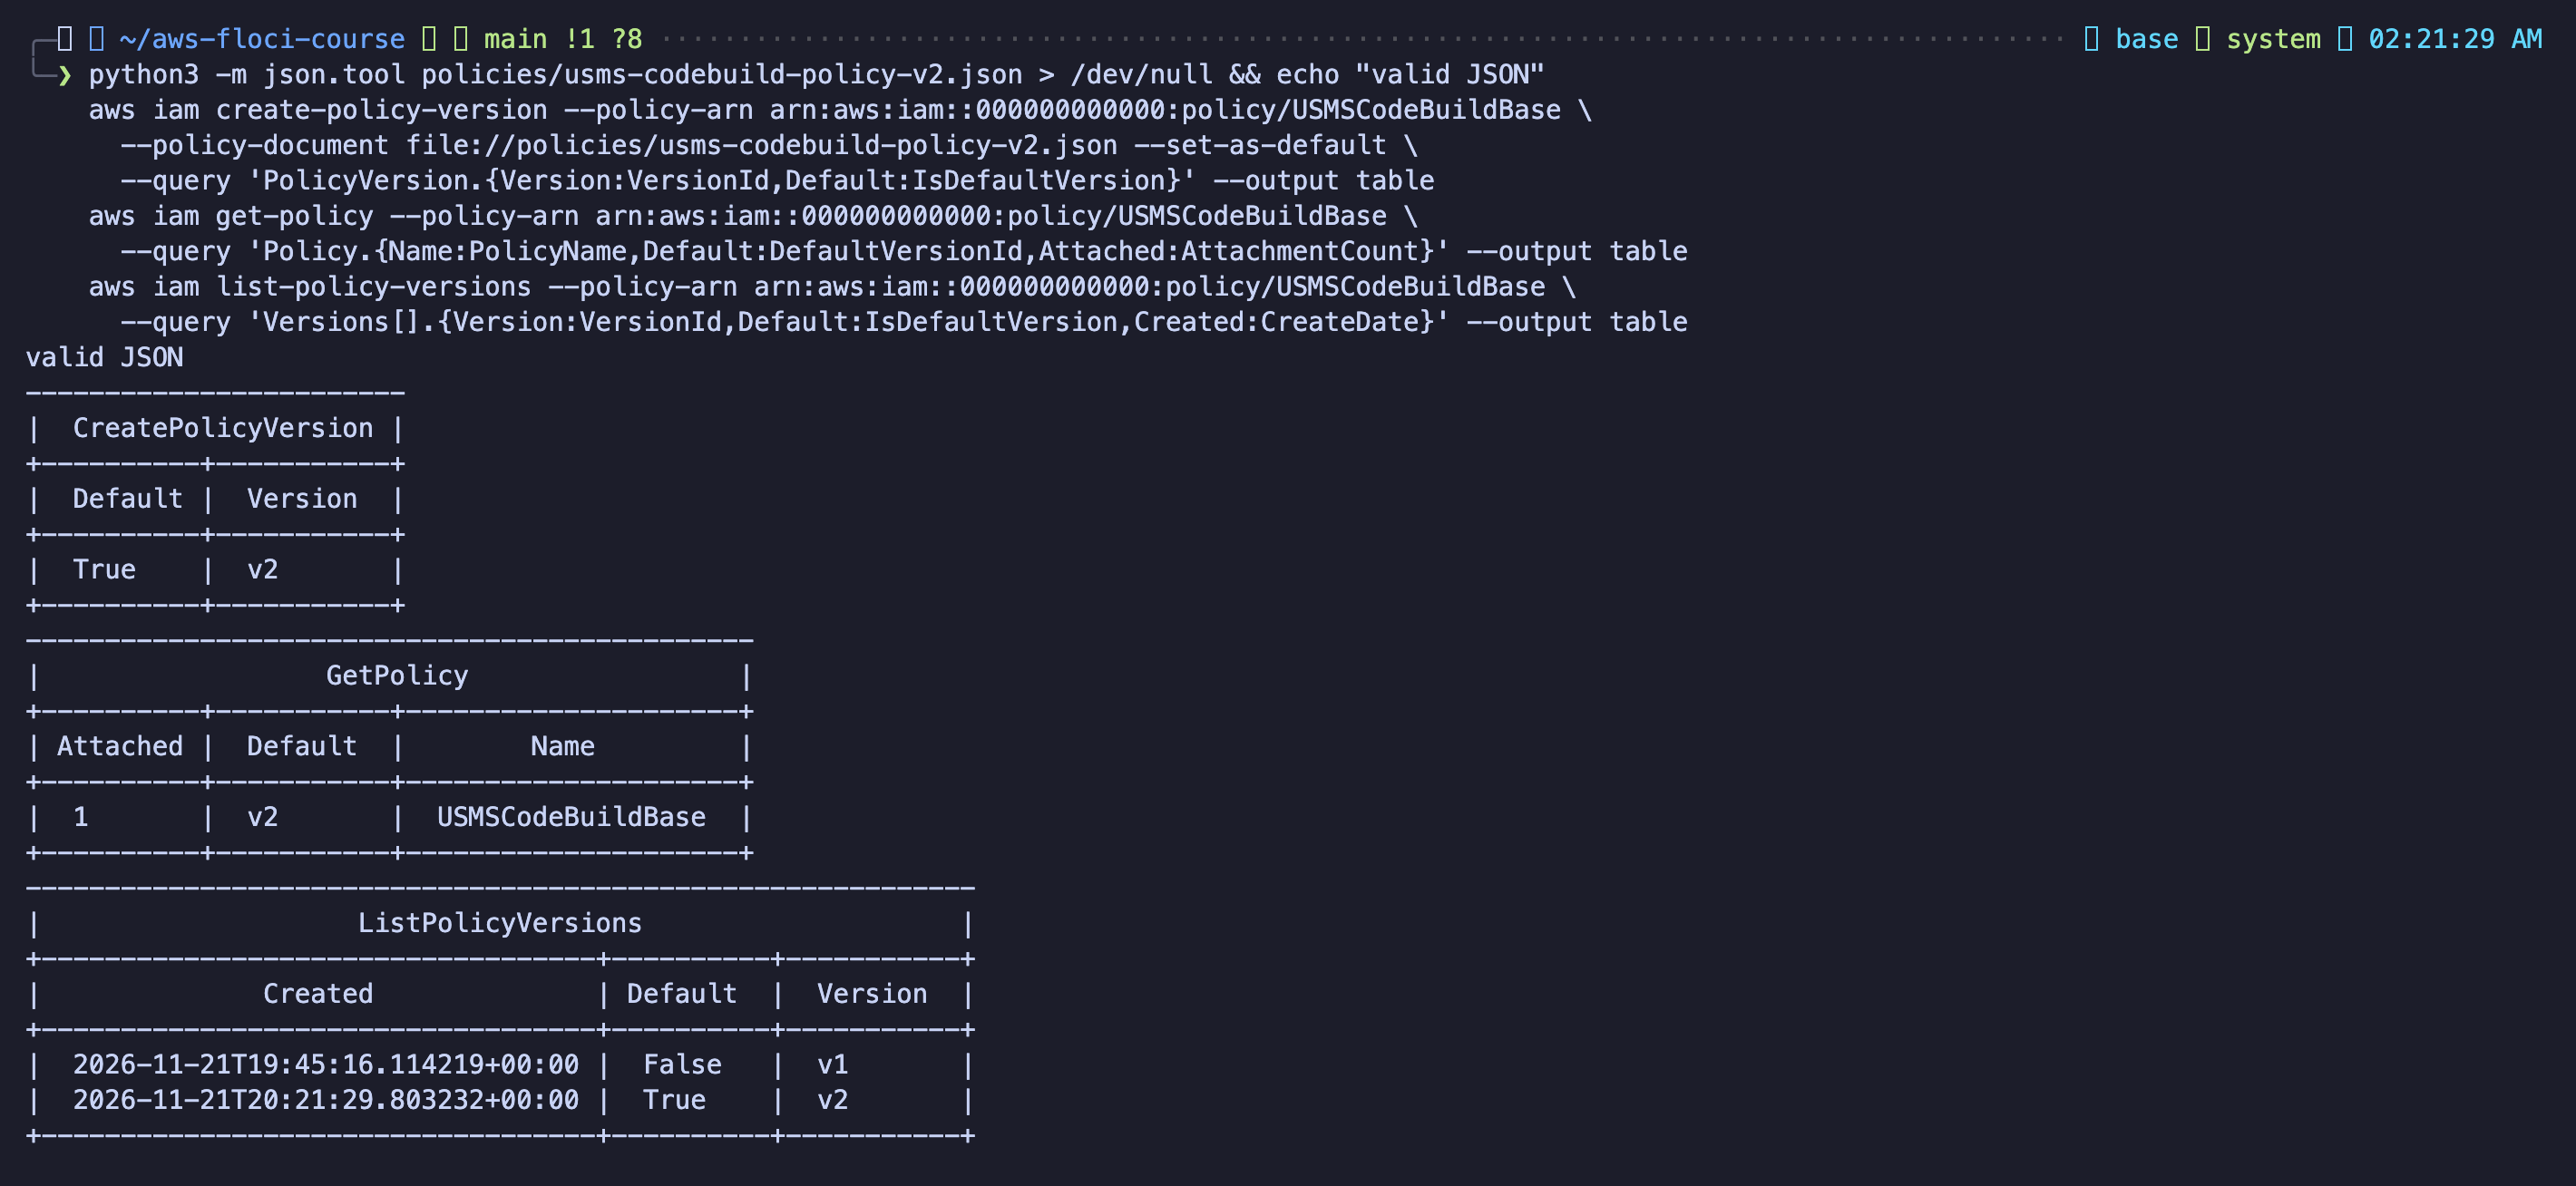 ~/aws-floci-course main !1 ?8 base system 02:21:29 AM
❯ python3 -m json.tool policies/usms-codebuild-policy-v2.json > /dev/null && echo "valid JSON"
aws iam create-policy-version --policy-arn arn:aws:iam::000000000000:policy/USMSCodeBuildBase \
--policy-document file://policies/usms-codebuild-policy-v2.json --set-as-default \
--query 'PolicyVersion.{Version:VersionId,Default:IsDefaultVersion}' --output table
aws iam get-policy --policy-arn arn:aws:iam::000000000000:policy/USMSCodeBuildBase \
--query 'Policy.{Name:PolicyName,Default:DefaultVersionId,Attached:AttachmentCount}' --output table
aws iam list-policy-versions --policy-arn arn:aws:iam::000000000000:policy/USMSCodeBuildBase \
--query 'Versions[].{Version:VersionId,Default:IsDefaultVersion,Created:CreateDate}' --output table
valid JSON
-----------------------
| CreatePolicyVersion |
+----------+-----------+
| Default | Version |
+----------+-----------+
| True | v2 |
+----------+-----------+
----------------------------------------------
| GetPolicy |
+----------+-----------+---------------------+
| Attached | Default | Name |
+----------+-----------+---------------------+
| 1 | v2 | USMSCodeBuildBase |
+----------+-----------+---------------------+
------------------------------------------------------------
| ListPolicyVersions |
+-----------------------------------+----------+-----------+
| Created | Default | Version |
+-----------------------------------+----------+-----------+
| 2026-11-21T19:45:16.114219+00:00 | False | v1 |
| 2026-11-21T20:21:29.803232+00:00 | True | v2 |
+-----------------------------------+----------+-----------+